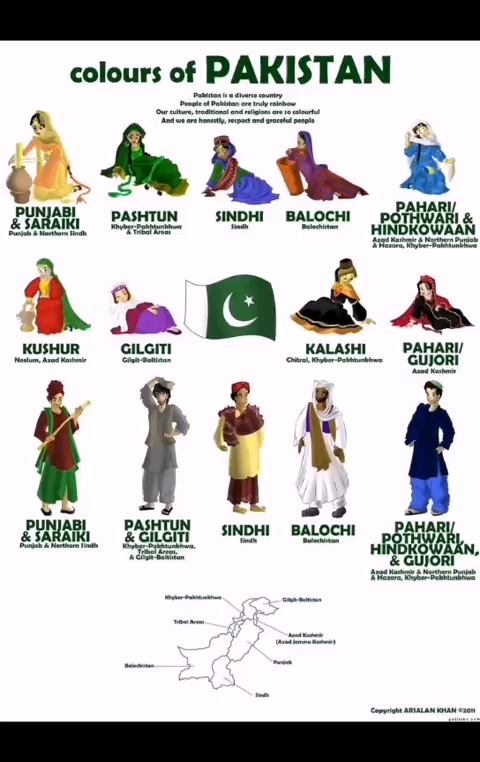 colours of PAKISTAN
Pakistan is a diverse country
People of Pakistan are truly rainbow
Our culture, traditional and religions are so colourful
And we are honestly, respect and graceful people
PUNJABI
& SARAIKI
Punjab & Northern Sindh
PASHTUN
Khyber-Pakhtunkhwa
& Tribal Areas
SINDHI
Sindh
BALOCHI
Balochistan
PAHARI/
POTHWARI &
HINDKOWAAN
Azad Kashmir & Northern Punjab
& Hazara, Khyber-Pakhtunkhwa
KUSHUR
Neelum, Azad Kashmir
GILGITI
Gilgit-Baltistan
KALASHI
Chitral, Khyber-Pakhtunkhwa
PAHARI/
GUJORI
Azad Kashmir
PUNJABI
& SARAIKI
Punjab & Northern Sindh
PASHTUN
& GILGITI
Khyber-Pakhtunkhwa,
Tribal Areas,
& Gilgit-Baltistan
SINDHI
Sindh
BALOCHI
Balochistan
PAHARI/
POTHWARI,
HINDKOWAAN,
& GUJORI
Azad Kashmir & Northern Punjab
& Hazara, Khyber-Pakhtunkhwa
Khyber-Pakhtunkhwa
Gilgit-Baltistan
Tribal Areas
Azad Kashmir
(Azad Jammu Kashmir)
Balochistan
Punjab
Sindh
Copyright ARSALAN KHAN ©2011